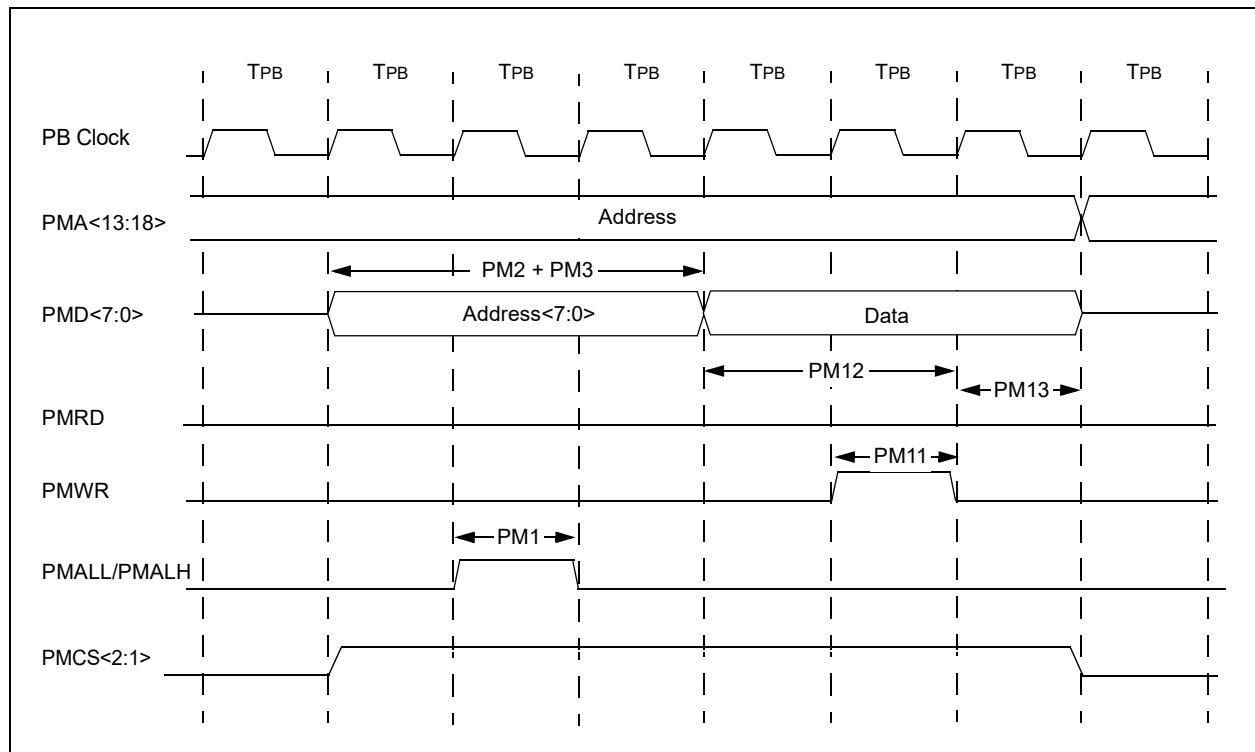 TPB TPB TPB TPB TPB TPB TPB TPB
PB Clock
PMA<13:18>
Address
PM2 + PM3
PMD<7:0>
Address<7:0>
Data
PM12
PM13
PMRD
PM11
PMWR
PM1
PMALL/PMALH
PMCS<2:1>